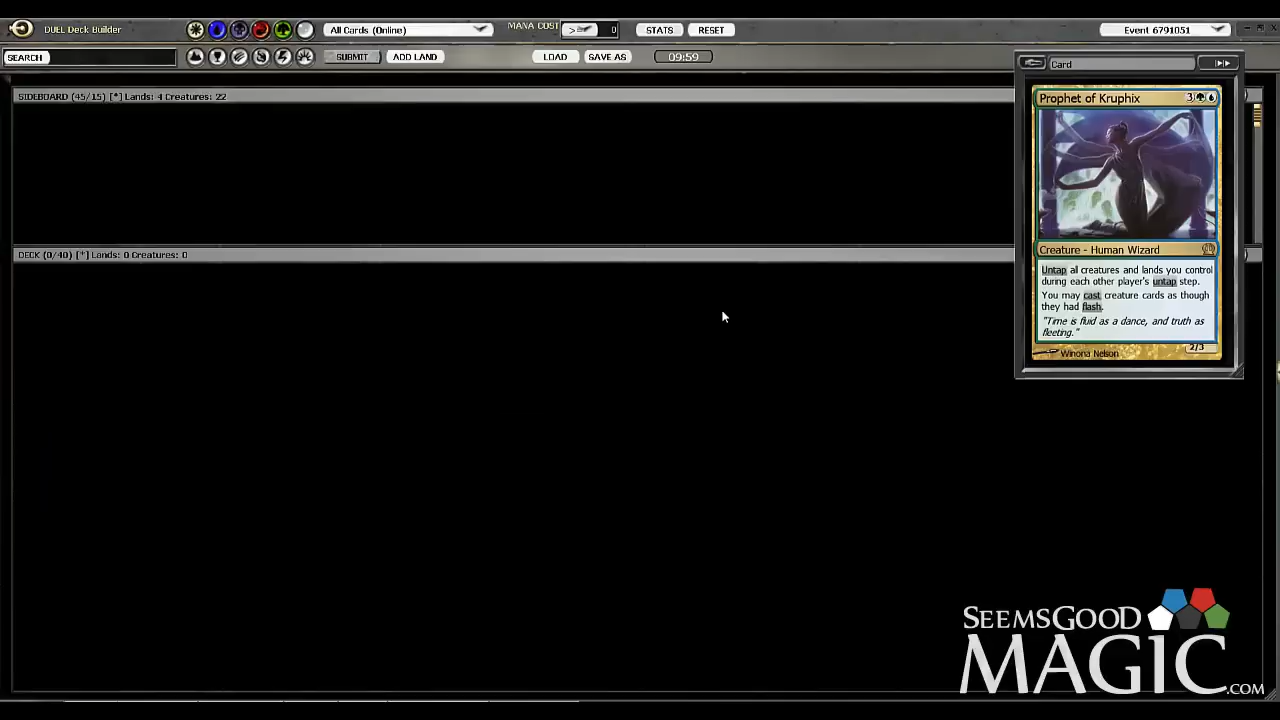 DUEL Deck Builder
All Cards (Online)
MANA COST
>=
0
STATS
RESET
Event 6791051
SEARCH
SUBMIT
ADD LAND
LOAD
SAVE AS
09:59
Card
SIDEBOARD (45/15) [*] Lands: 4 Creatures: 22
DECK (0/40) [*] Lands: 0 Creatures: 0
Prophet of Kruphix 3
Creature - Human Wizard
Untap all creatures and lands you control
during each other player's untap step.
You may cast creature cards as though
they had flash.
"Time is fluid as a dance, and truth as
fleeting."
2/3
Winona Nelson
SEEMSGOOD
MAGIC.COM